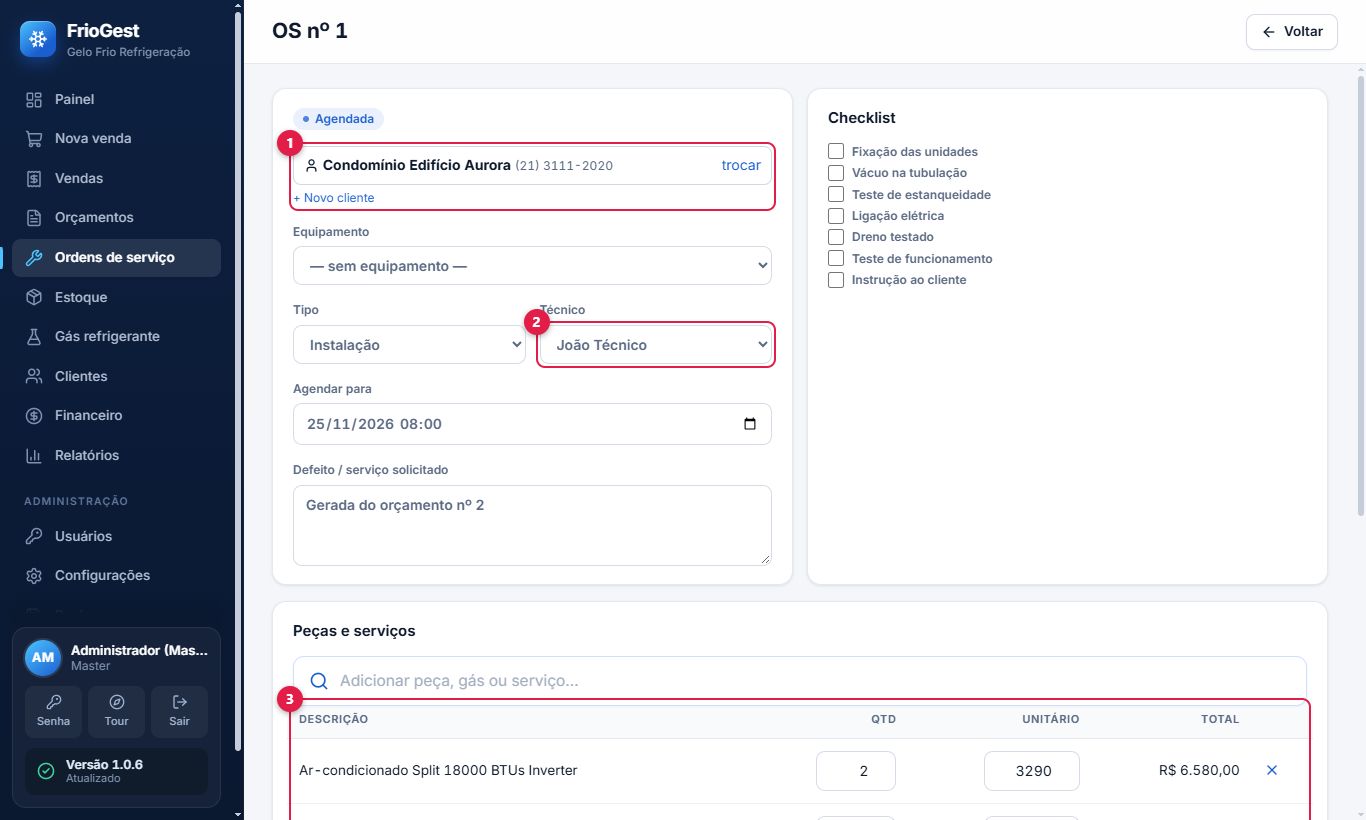 FrioGest
Gelo Frio Refrigeração
Painel
Nova venda
Vendas
Orçamentos
Ordens de serviço
Estoque
Gás refrigerante
Clientes
Financeiro
Relatórios
ADMINISTRAÇÃO
Usuários
Configurações
AM
Administrador (Mas...
Master
Senha
Tour
Sair
Versão 1.0.6
Atualizado
OS nº 1
Voltar
Agendada
1
Condomínio Edifício Aurora (21) 3111-2020
trocar
+ Novo cliente
Equipamento
— sem equipamento —
Tipo
Técnico
2
Instalação
João Técnico
Agendar para
25/11/2026 08:00
Defeito / serviço solicitado
Gerada do orçamento nº 2
Checklist
Fixação das unidades
Vácuo na tubulação
Teste de estanqueidade
Ligação elétrica
Dreno testado
Teste de funcionamento
Instrução ao cliente
Peças e serviços
Adicionar peça, gás ou serviço...
3
DESCRIÇÃO QTD UNITÁRIO TOTAL
Ar-condicionado Split 18000 BTUs Inverter 2 3290 R$ 6.580,00